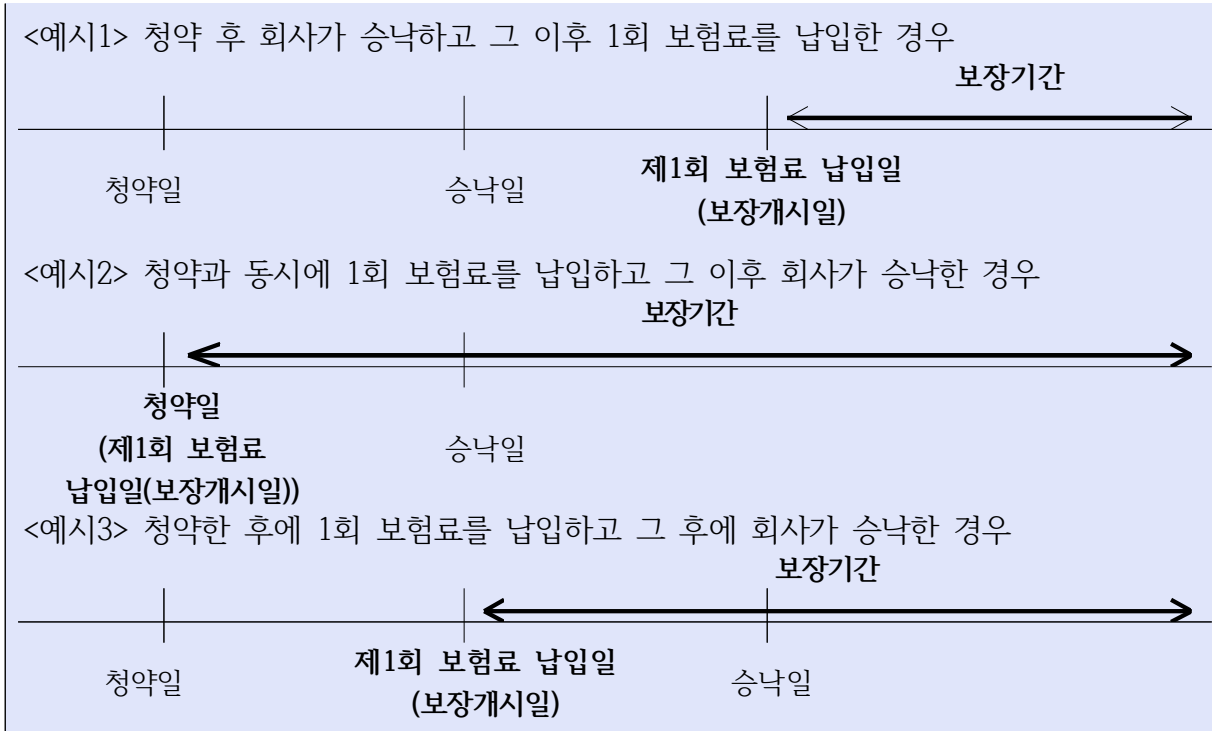 <예시1> 청약 후 회사가 승낙하고 그 이후 1회 보험료를 납입한 경우
보장기간
청약일
승낙일
제1회 보험료 납입일
(보장개시일)
<예시2> 청약과 동시에 1회 보험료를 납입하고 그 이후 회사가 승낙한 경우
보장기간
청약일
(제1회 보험료
납입일(보장개시일))
승낙일
<예시3> 청약한 후에 1회 보험료를 납입하고 그 후에 회사가 승낙한 경우
보장기간
청약일
제1회 보험료 납입일
(보장개시일)
승낙일